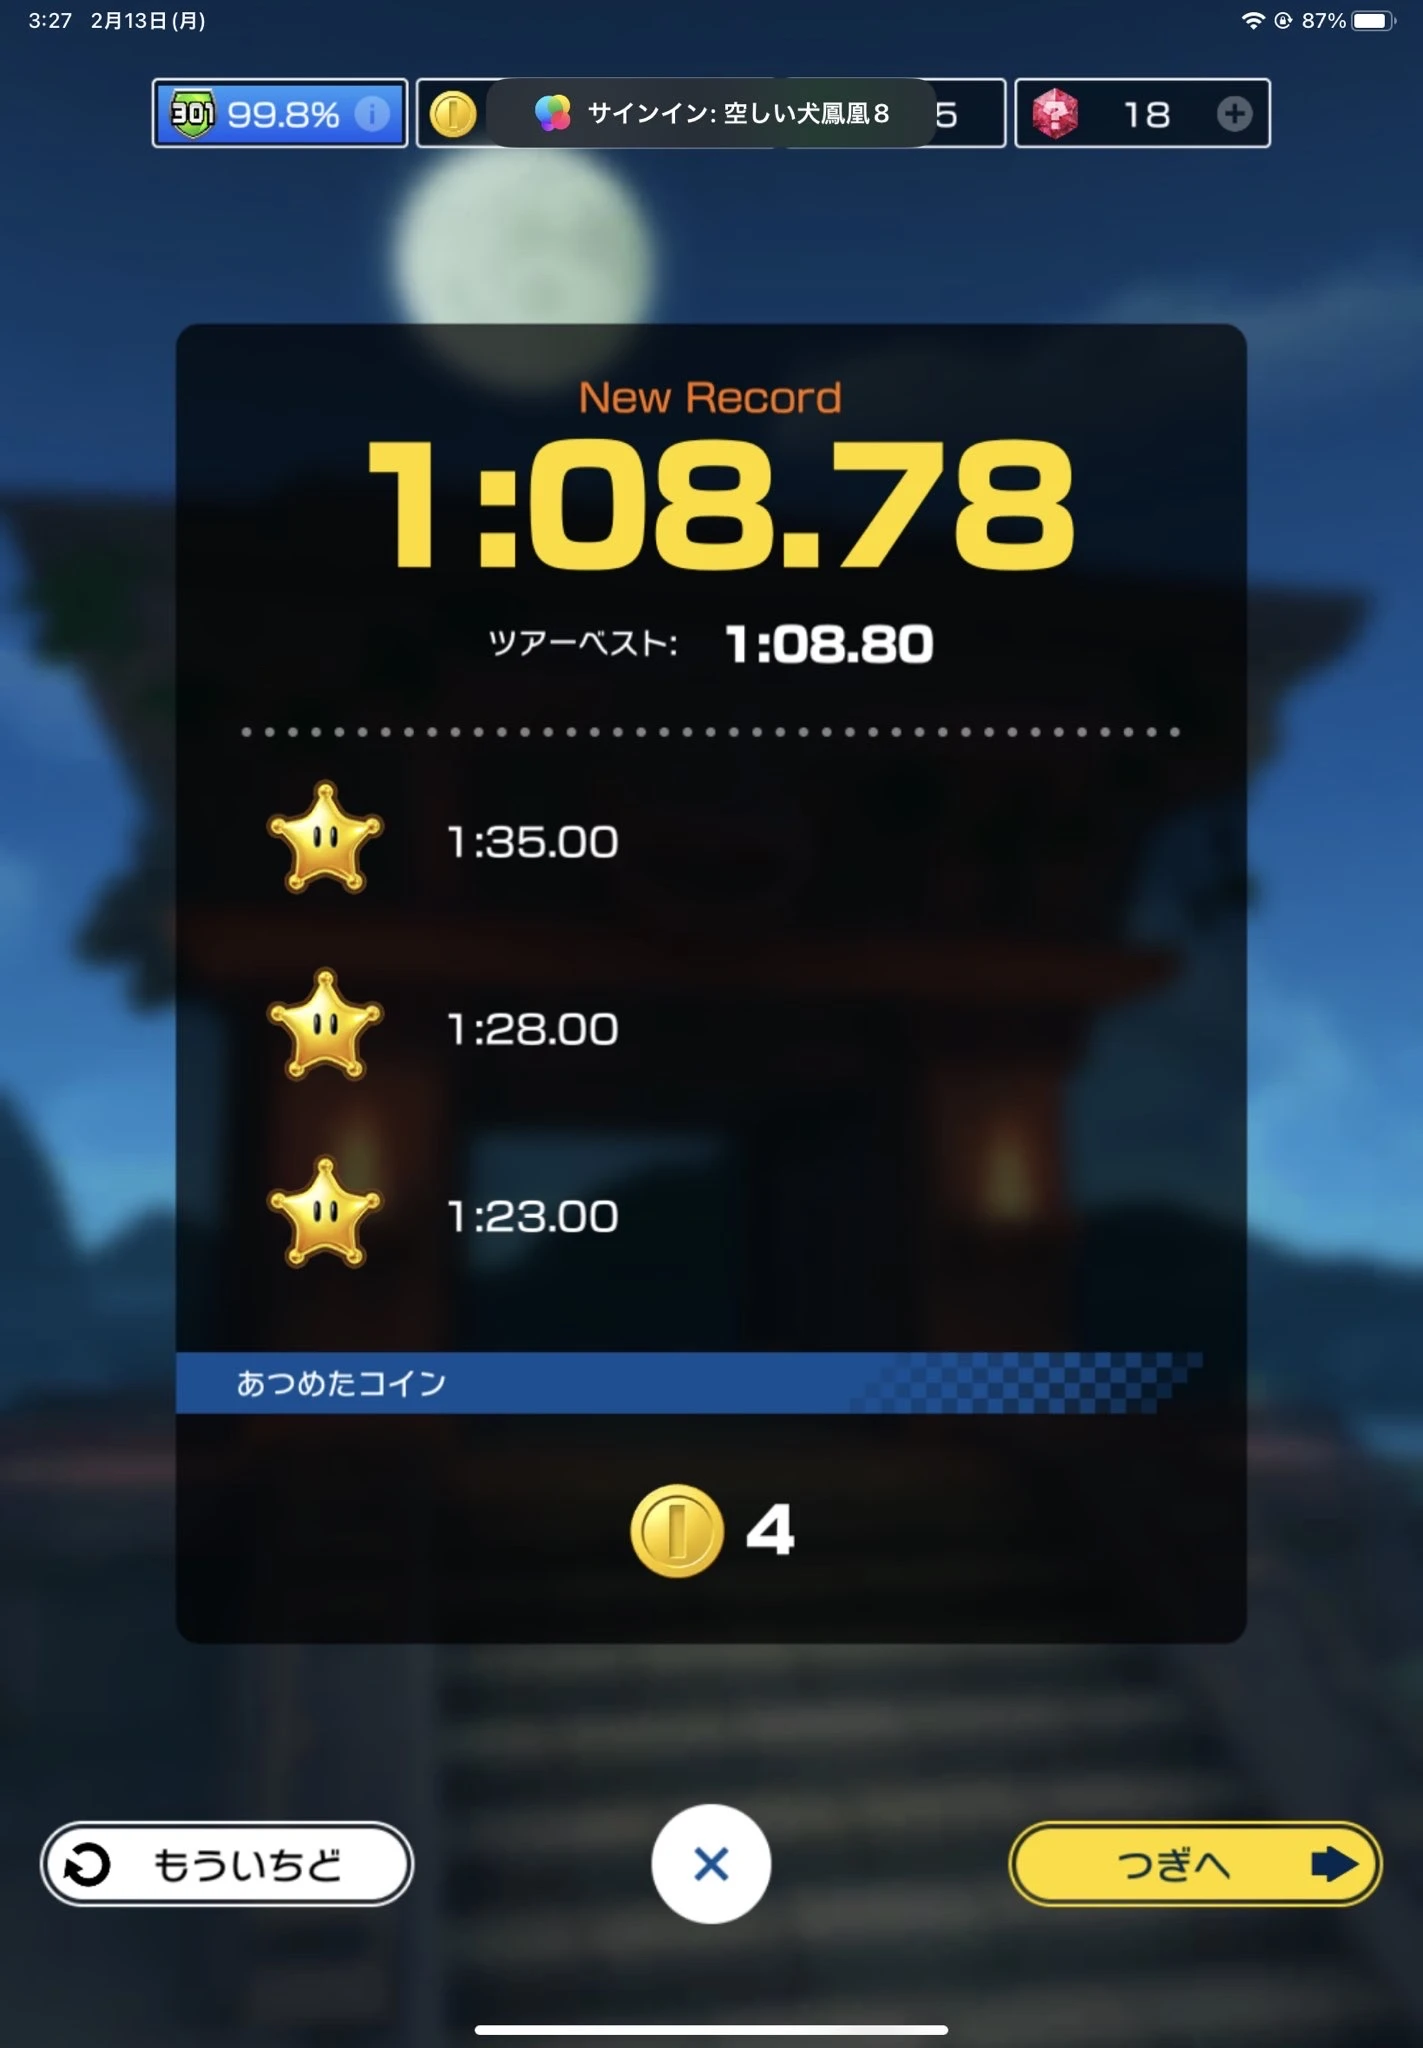 3:27 2月13日(月)
87%
301 99.8%
サインイン: 空しい犬鳳凰8
5
18
New Record
1:08.78
ツアーベスト: 1:08.80
1:35.00
1:28.00
1:23.00
あつめたコイン
4
もういちど
つぎへ